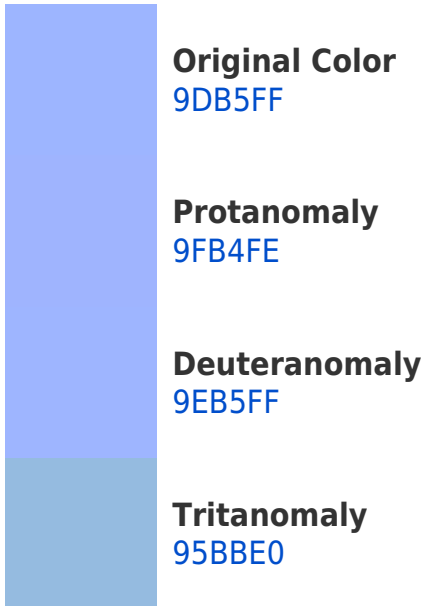 Original Color
9DB5FF
Protanomaly
9FB4FE
Deuteranomaly
9EB5FF
Tritanomaly
95BBE0